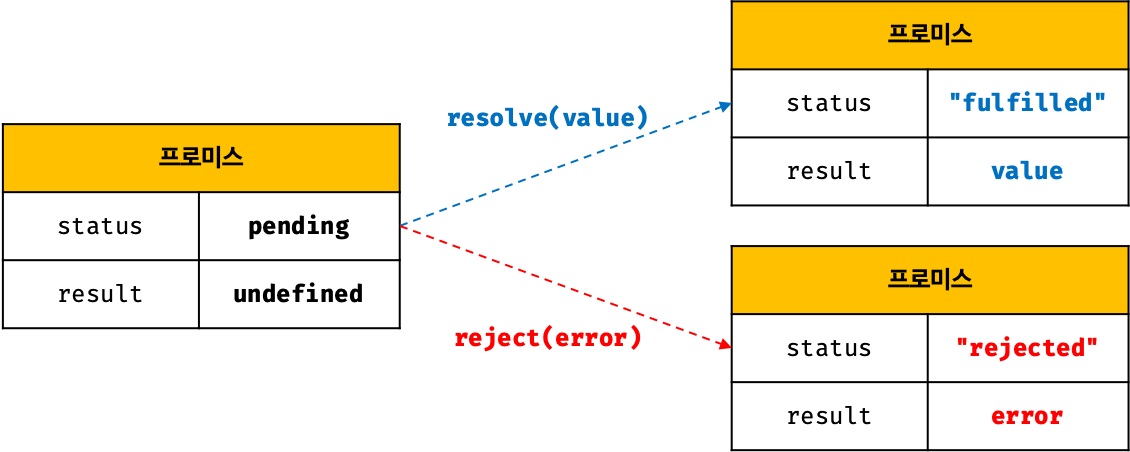 프로미스
status pending
result undefined
resolve(value)
reject(error)
프로미스
status "fulfilled"
result value
프로미스
status "rejected"
result error